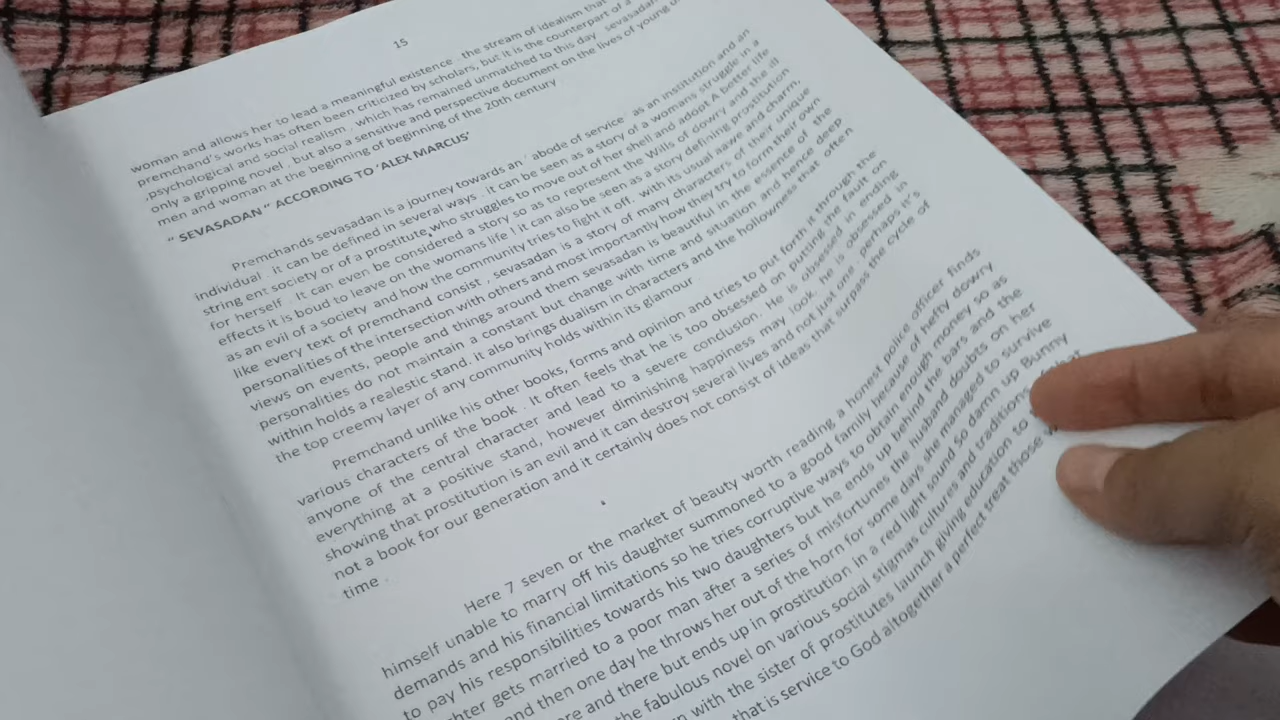 15
woman and allows her to lead a meaningful existence . the stream of idealism that
premchand's works has often been criticized by scholars, but it is the counterpart of a
psychological and social realism , which has remained unmatched to this day . sevasadan
only a gripping novel , but also a sensitive and perspective document on the lives of young
men and woman at the beginning of beginning of the 20th century
" SEVASADAN " ACCORDING TO 'ALEX MARCUS'
Premchands sevasadan is a journey towards an ' abode of service . as an institution and an
individual . it can be defined in several ways . it can be seen as a story of a womans struggle in a
string ent society or of a prostitute, who struggles to move out of her shell and adopt A better life
for herself . It can even be considered a story so as to represent the Wills of dowry and the ill
effects it is boud to leave on the womans life ! it can also be seen as a story defining prostitution
as an evil of a society and how the community tries to fight it off . with its usual aawe and charm,
like every text of premchand consist , sevasadan is a story of many characters of their unique
personalities of the intersection with others and most importantly how they try to form their own
views on events, people and things around them sevasadan is beautiful in the essence of the
personalities do not maintain a constant but change with time and situation and hence deep
within holds a realestic stand. it also brings dualism in characters and the hollowness that often
the top creemy layer of any community holds within its glamour
Premchand unlike his other books, forms and opinion and tries to put forth it through the
various characters of the book . It often feels that he is too obsessed on putting the fault on
anyone of the central character and lead to a severe conclusion. He is obsessed in ending
everything at a positive stand, however diminishing happiness may look. he is obsessed in
showing that prostitution is an evil and it can destroy several lives and not just one . perhaps it's
not a book for our generation and it certainly does not consist of ideas that surpass the cycle of
time .
Here 7 seven or the market of beauty worth reading a honest police officer finds
himself unable to marry off his daughter summoned to a good family because of hefty dowry
demands and his financial limitations so he tries corruptive ways to obtain enough money so as
to pay his responsibilities towards his two daughters but he ends up behind the bars and the
gets married to a poor man after a series of misfortunes the husband doubts on her
and then one day he throws her out of the horn for some days she managed to survive
and there but ends up in prostitution in a red light sound so damn up Bunny
the fabulous novel on various social stigmas cultures and traditions
with the sister of prostitutes launch giving education to
that is service to God altogether a perfect treat those